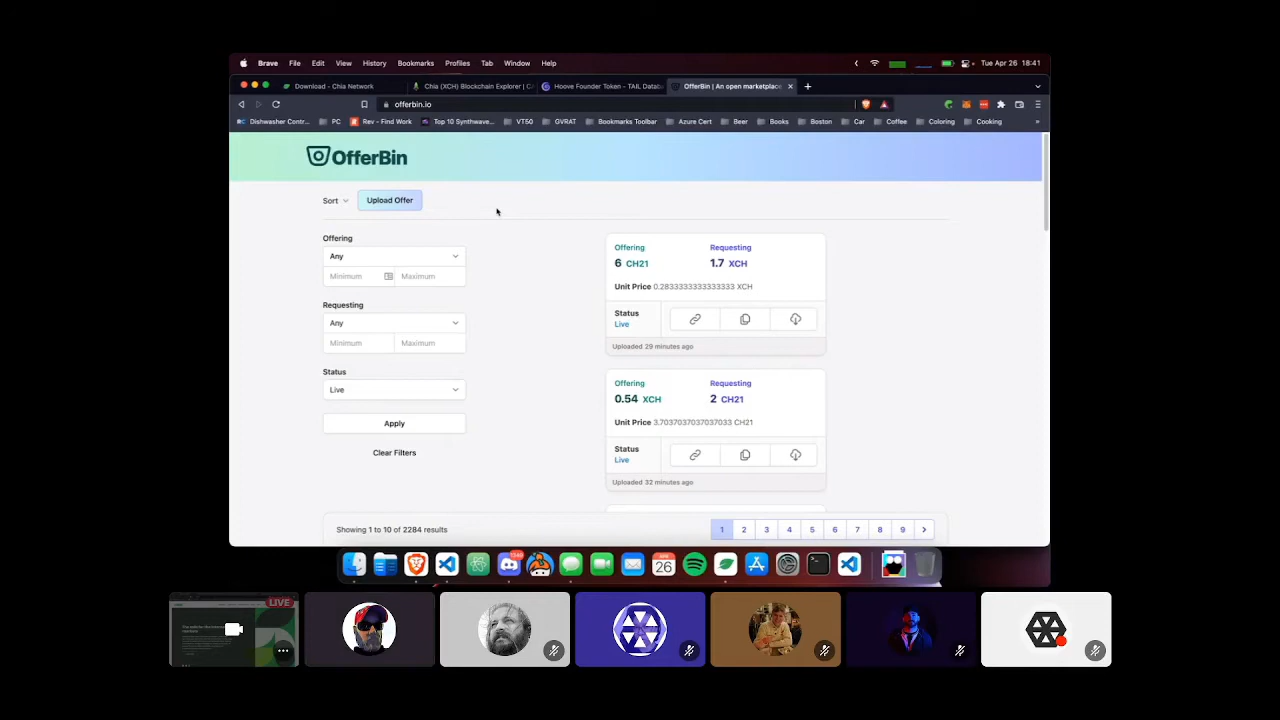 Brave File Edit View History Bookmarks Profiles Tab Window Help Tue Apr 26 18:41
Download - Chia Network Chia (XCH) Blockchain Explorer | C Hoove Founder Token - TAIL Datab OfferBin | An open marketplace
offerbin.io
Dishwasher Contr... PC Rev - Find Work Top 10 Synthwave... VT50 GVRAT Bookmarks Toolbar Azure Cert Beer Books Boston Car Coffee Coloring Cooking
OfferBin
Sort Upload Offer
Offering
Any
Minimum Maximum
Requesting
Any
Minimum Maximum
Status
Live
Apply
Clear Filters
Offering Requesting
6 CH21 1.7 XCH
Unit Price 0.2833333333333333 XCH
Status
Live
Uploaded 29 minutes ago
Offering Requesting
0.54 XCH 2 CH21
Unit Price 3.7037037037037033 CH21
Status
Live
Uploaded 32 minutes ago
Showing 1 to 10 of 2284 results 1 2 3 4 5 6 7 8 9
APR
26
LIVE